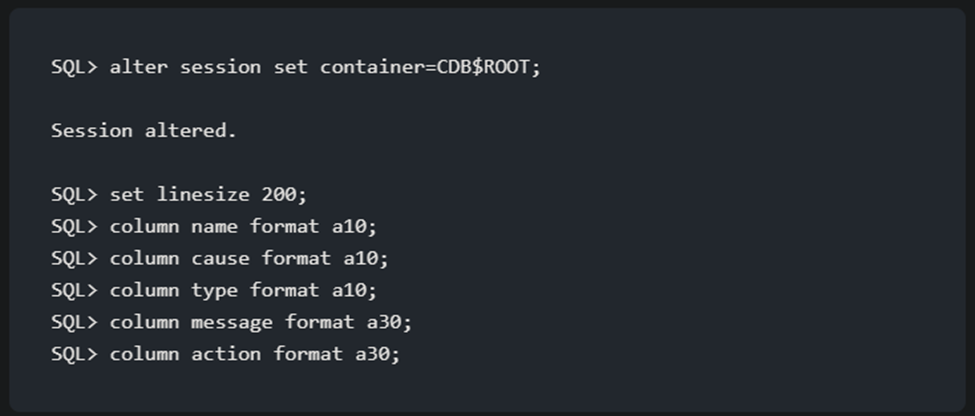 SQL> alter session set container=CDB$ROOT;
Session altered.
SQL> set linesize 200;
SQL> column name format a10;
SQL> column cause format a10;
SQL> column type format a10;
SQL> column message format a30;
SQL> column action format a30;